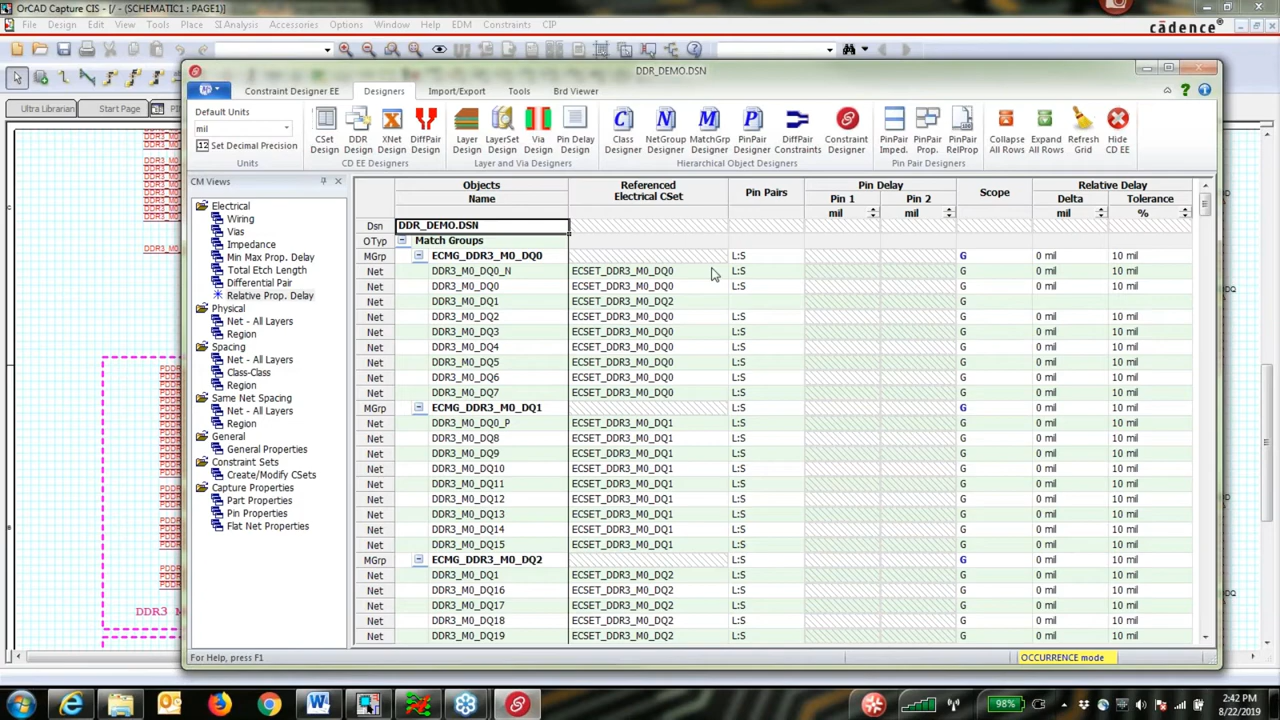 OrCAD Capture CIS - [/ - (SCHEMATIC1 : PAGE1)]
File Design Edit View Tools Place SI Analysis Accessories Options Window Help EDM Constraints CIP
cādence
DDR_DEMO.DSN
Constraint Designer EE Designers Import/Export Tools Brd Viewer
Ultra Librarian Start Page
Default Units
mil
Set Decimal Precision
Units
CSet Design DDR Design XNet Design DiffPair Design
CD EE Designers
Layer Design LayerSet Design Via Design Pin Delay Design
Layer and Via Designers
Class Designer NetGroup Designer MatchGrp Designer PinPair Designer DiffPair Constraints Constraint Designer
Hierarchical Object Designers
PinPair Imped. PinPair Prop. PinPair RelProp
Pin Pair Designers
Collapse All Rows Expand All Rows Refresh Grid Hide CD EE
CM Views
Electrical
Wiring
Vias
Impedance
Min Max Prop. Delay
Total Etch Length
Differential Pair
Relative Prop. Delay
Physical
Net - All Layers
Region
Spacing
Net - All Layers
Class-Class
Region
Same Net Spacing
Net - All Layers
Region
General
General Properties
Constraint Sets
Create/Modify CSets
Capture Properties
Part Properties
Pin Properties
Flat Net Properties
Objects Referenced Electrical CSet Pin Pairs Pin Delay Scope Relative Delay
Name Pin 1 Pin 2 Delta Tolerance
mil mil mil %
Dsn DDR_DEMO.DSN
OTyp Match Groups
MGrp ECMG_DDR3_M0_DQ0 L:S G 0 mil 10 mil
Net DDR3_M0_DQ0_N ECSET_DDR3_M0_DQ0 L:S G 0 mil 10 mil
Net DDR3_M0_DQ0 ECSET_DDR3_M0_DQ0 L:S G 0 mil 10 mil
Net DDR3_M0_DQ1 ECSET_DDR3_M0_DQ2 G
Net DDR3_M0_DQ2 ECSET_DDR3_M0_DQ0 L:S G 0 mil 10 mil
Net DDR3_M0_DQ3 ECSET_DDR3_M0_DQ0 L:S G 0 mil 10 mil
Net DDR3_M0_DQ4 ECSET_DDR3_M0_DQ0 L:S G 0 mil 10 mil
Net DDR3_M0_DQ5 ECSET_DDR3_M0_DQ0 L:S G 0 mil 10 mil
Net DDR3_M0_DQ6 ECSET_DDR3_M0_DQ0 L:S G 0 mil 10 mil
Net DDR3_M0_DQ7 ECSET_DDR3_M0_DQ0 L:S G 0 mil 10 mil
MGrp ECMG_DDR3_M0_DQ1 L:S G 0 mil 10 mil
Net DDR3_M0_DQ0_P ECSET_DDR3_M0_DQ1 L:S G 0 mil 10 mil
Net DDR3_M0_DQ8 ECSET_DDR3_M0_DQ1 L:S G 0 mil 10 mil
Net DDR3_M0_DQ9 ECSET_DDR3_M0_DQ1 L:S G 0 mil 10 mil
Net DDR3_M0_DQ10 ECSET_DDR3_M0_DQ1 L:S G 0 mil 10 mil
Net DDR3_M0_DQ11 ECSET_DDR3_M0_DQ1 L:S G 0 mil 10 mil
Net DDR3_M0_DQ12 ECSET_DDR3_M0_DQ1 L:S G 0 mil 10 mil
Net DDR3_M0_DQ13 ECSET_DDR3_M0_DQ1 L:S G 0 mil 10 mil
Net DDR3_M0_DQ14 ECSET_DDR3_M0_DQ1 L:S G 0 mil 10 mil
Net DDR3_M0_DQ15 ECSET_DDR3_M0_DQ1 L:S G 0 mil 10 mil
MGrp ECMG_DDR3_M0_DQ2 L:S G 0 mil 10 mil
Net DDR3_M0_DQ1 ECSET_DDR3_M0_DQ2 L:S G 0 mil 10 mil
Net DDR3_M0_DQ16 ECSET_DDR3_M0_DQ2 L:S G 0 mil 10 mil
Net DDR3_M0_DQ17 ECSET_DDR3_M0_DQ2 L:S G 0 mil 10 mil
Net DDR3_M0_DQ18 ECSET_DDR3_M0_DQ2 L:S G 0 mil 10 mil
Net DDR3_M0_DQ19 ECSET_DDR3_M0_DQ2 L:S G 0 mil 10 mil
DDR3 M
For Help, press F1 OCCURRENCE mode
98% 2:42 PM
8/22/2019